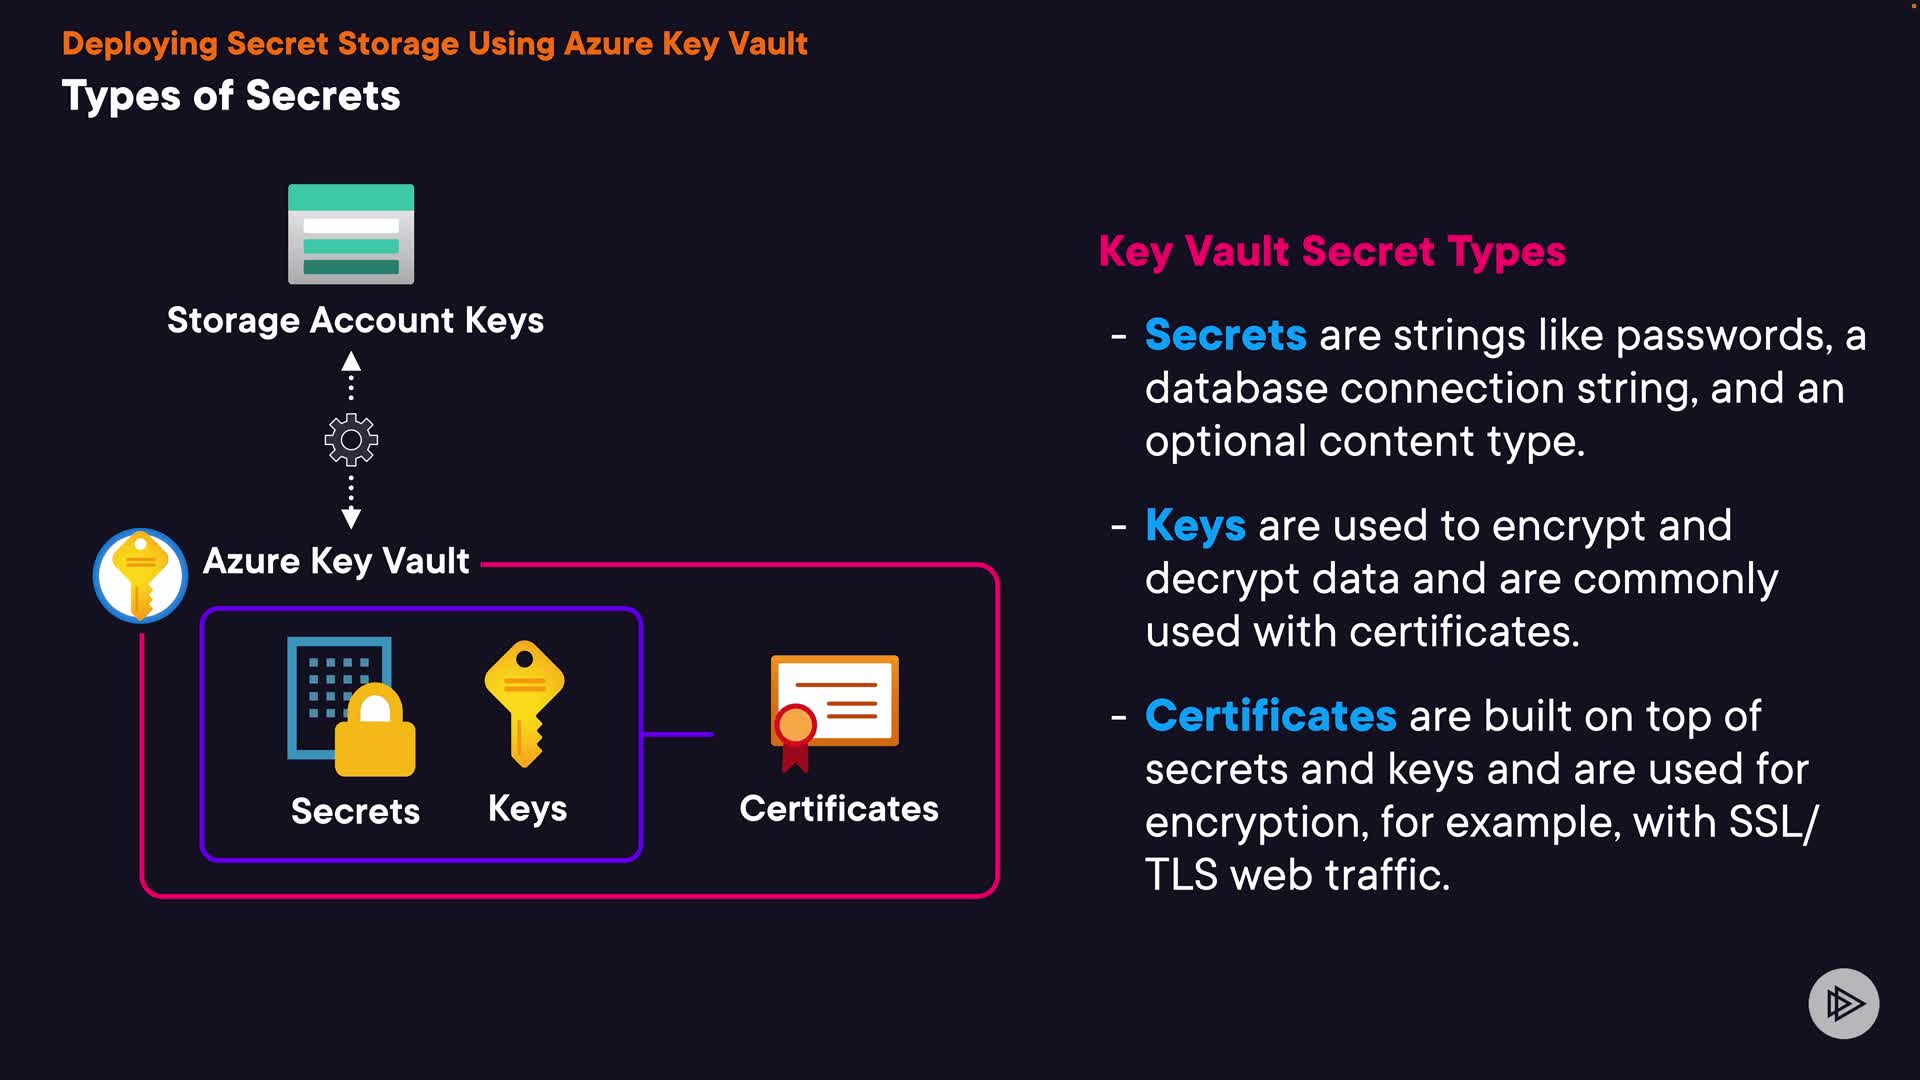 Deploying Secret Storage Using Azure Key Vault
Types of Secrets
Storage Account Keys
Azure Key Vault
Secrets
Keys
Certificates
Key Vault Secret Types
- Secrets are strings like passwords, a
database connection string, and an
optional content type.
- Keys are used to encrypt and
decrypt data and are commonly
used with certificates.
- Certificates are built on top of
secrets and keys and are used for
encryption, for example, with SSL/
TLS web traffic.